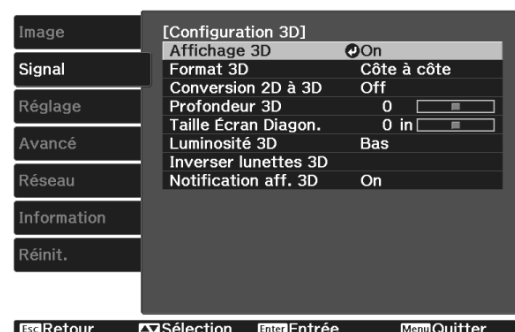 Image
Signal
Réglage
Avancé
Réseau
Information
Réinit.
[Configuration 3D]
Affichage 3D On
Format 3D Côte à côte
Conversion 2D à 3D Off
Profondeur 3D 0
Taille Écran Diagon. 0 in
Luminosité 3D Bas
Inverser lunettes 3D
Notification aff. 3D On
Esc Retour Sélection Enter Entrée Menu Quitter